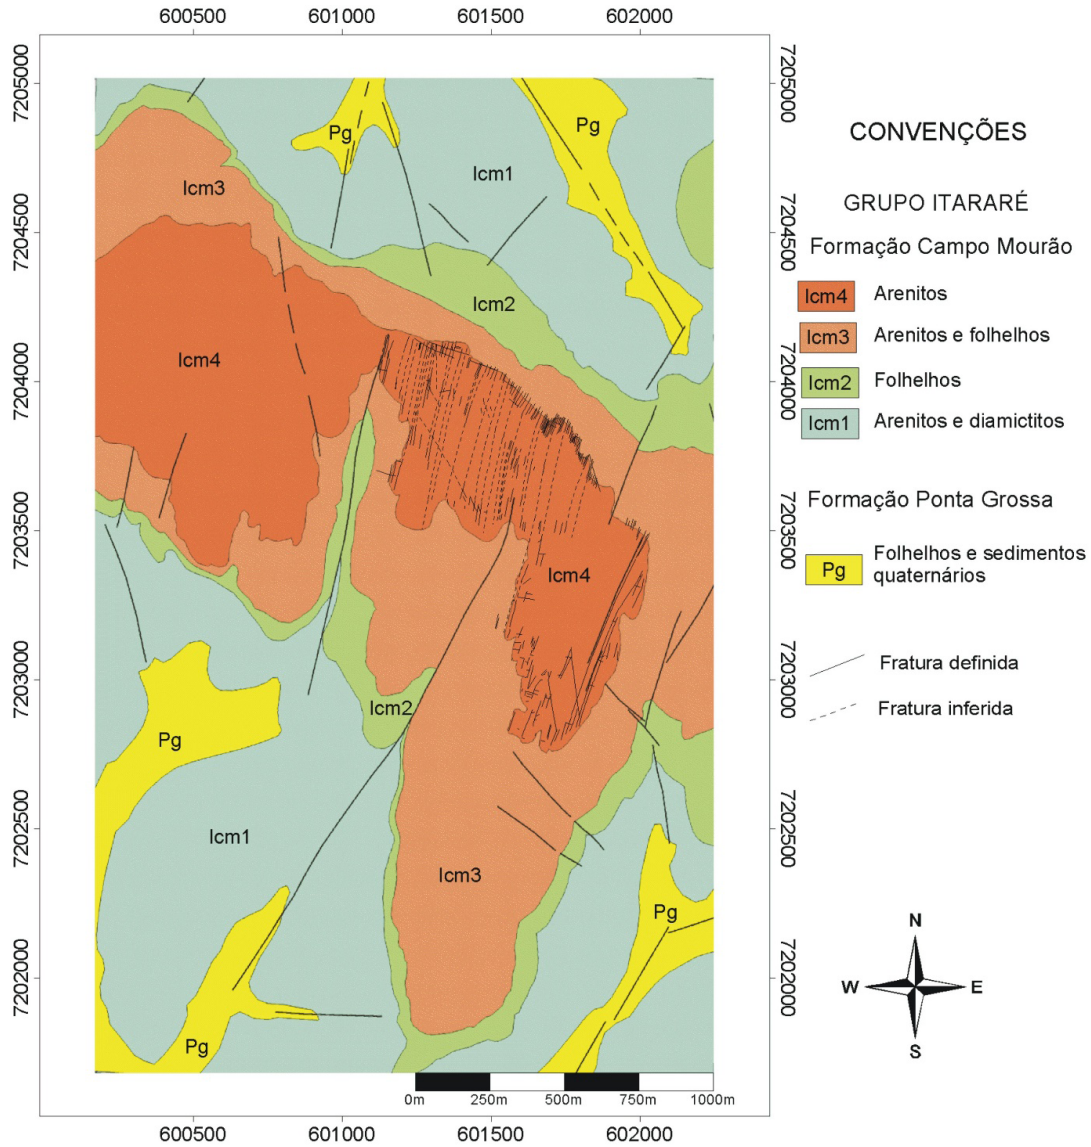 600500 601000 601500 602000
7205000
7204500
7204000
7203500
7203000
7202500
7202000
7205000
7204500
7204000
7203500
7203000
7202500
7202000
Pg
Pg
Icm1
Icm3
Icm2
Icm4
Icm4
Icm2
Pg
Icm1
Icm3
Pg
Pg
0m 250m 500m 750m 1000m
600500 601000 601500 602000
CONVENÇÕES
GRUPO ITARARÉ
Formação Campo Mourão
Icm4 Arenitos
Icm3 Arenitos e folhelhos
Icm2 Folhelhos
Icm1 Arenitos e diamictitos
Formação Ponta Grossa
Pg Folhelhos e sedimentos
quaternários
Fratura definida
Fratura inferida
N
W E
S